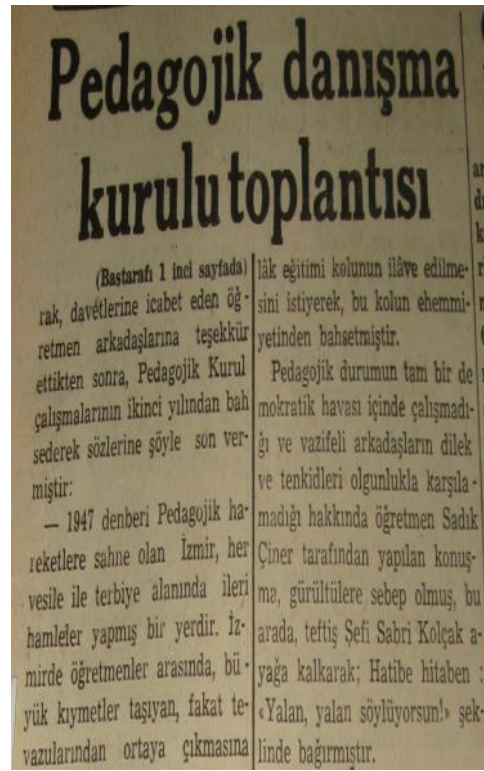 Pedagojik danışma
kurulu toplantısı
(Baştarafı 1 inci sayfada)
rak, davétlerine icabet eden öğ-
retmen arkadaşlarına teşekkür
ettikten sonra, Pedagojik Kurul
çalışmalarının ikinci yılından bah
sederek sözlerine şöyle son ver-
miştir:
— 1947 denberi Pedagojik ha-
reketlere sahne olan İzmir, her
vesile ile terbiye alanında ileri
hamleler yapmış bir yerdir. İz-
mirde öğretmenler arasında, bü-
yük kıymetler taşıyan, fakat te-
vazularından ortaya çıkmasına
lâk eğitimi kolunun ilâve edilme-
sini istiyerek, bu kolun ehemmi-
yetinden bahsetmiştir.
Pedagojik durumun tam bir de
mokratik havası içinde çalışmadı-
ğı ve vazifeli arkadaşların dilek
ve tenkidleri olgunlukla karşıla-
madığı hakkında öğretmen Sadık
Çiner tarafından yapılan konuş-
ma, gürültülere sebep olmuş, bu
arada, teftiş Şefi Sabri Kolçak a-
yağa kalkarak; Hatibe hitaben :
«Yalan, yalan söylüyorsun!» şek-
linde bağırmıştır.